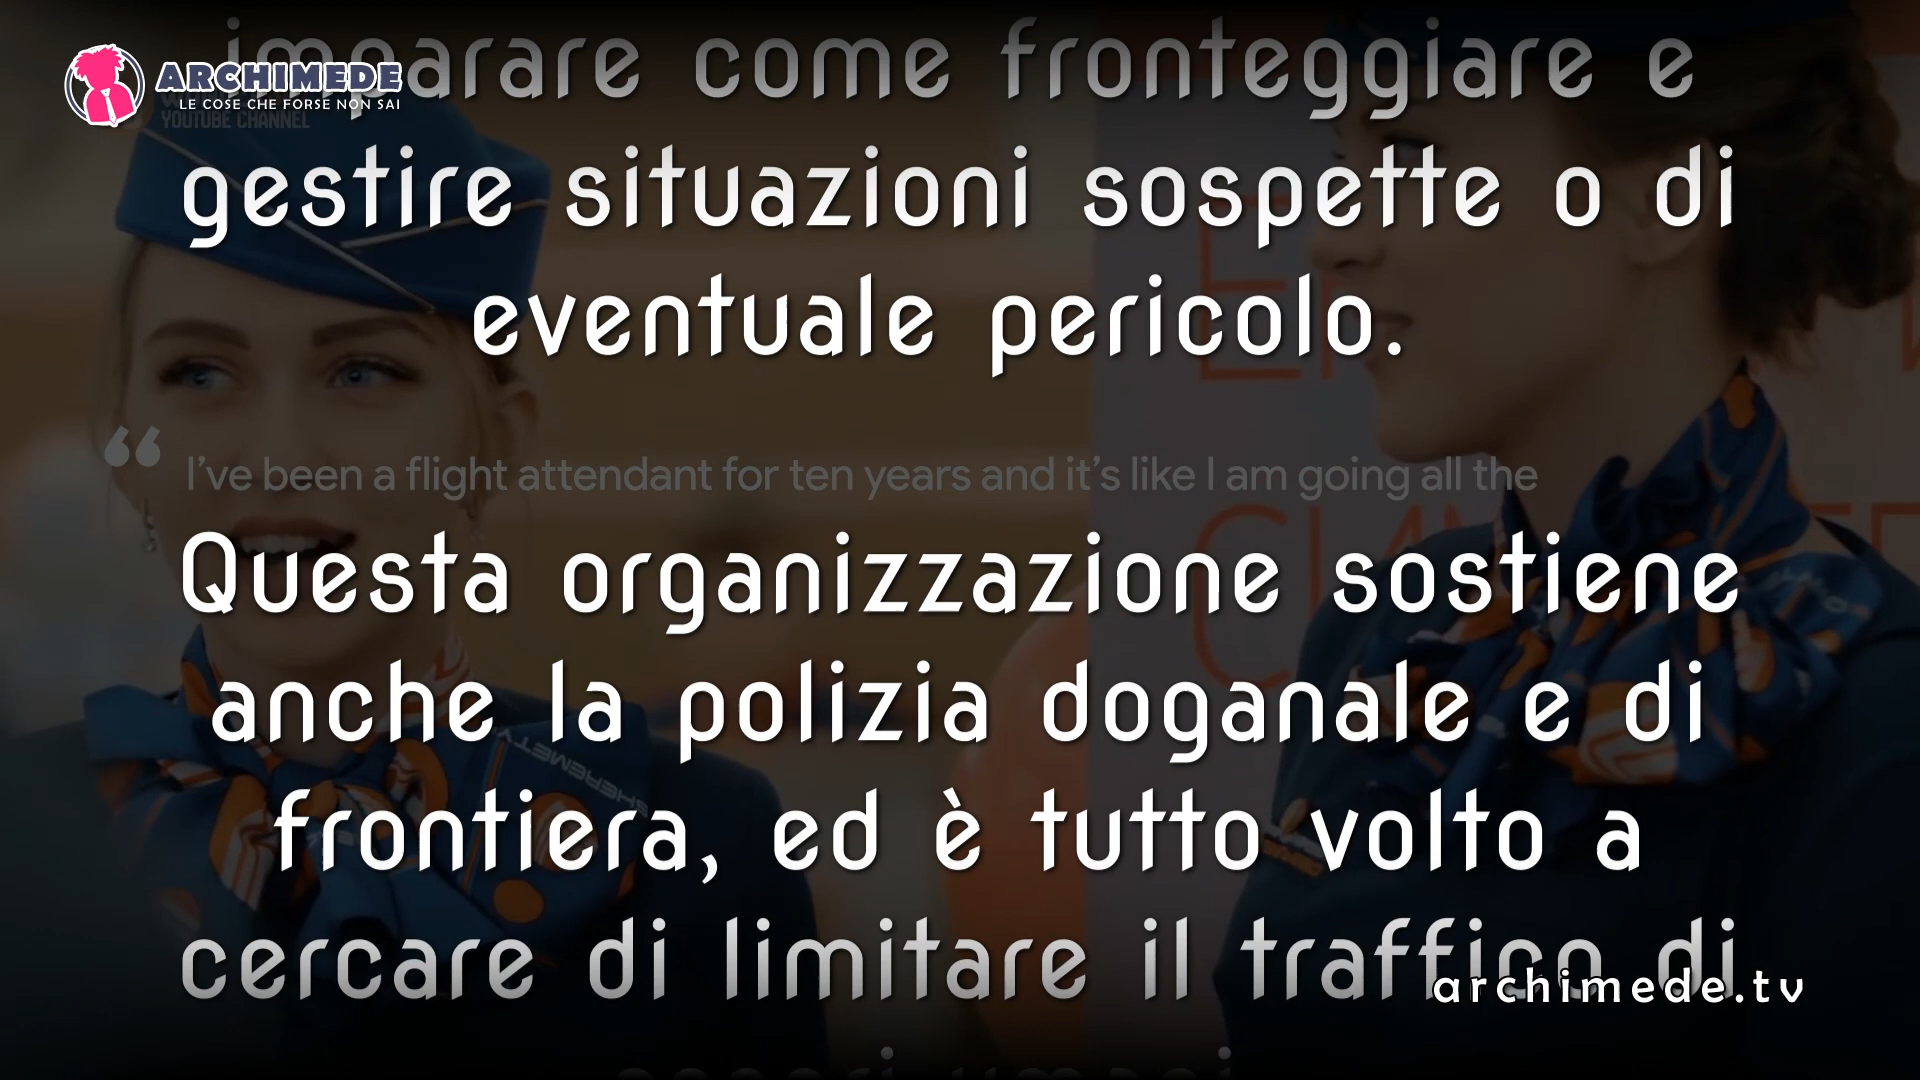 imparare come fronteggiare e
ARCHIMEDE
LE COSE CHE FORSE NON SAI
YOUTUBE CHANNEL
gestire situazioni sospette o di
eventuale pericolo.
“ I’ve been a flight attendant for ten years and it’s like I am going all the
Questa organizzazione sostiene
anche la polizia doganale e di
frontiera, ed è tutto volto a
cercare di limitare il traffico di
archimede.tv